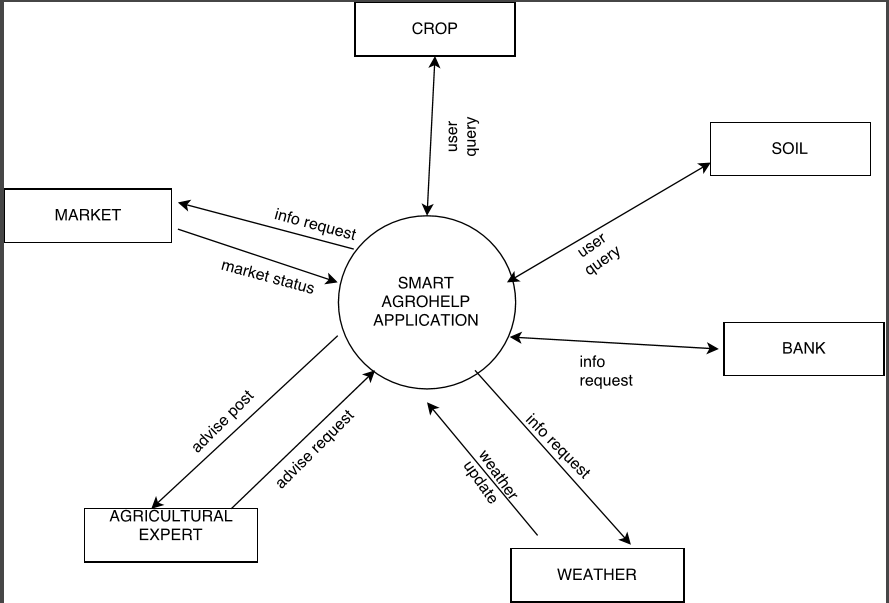 CROP
user
query
SOIL
MARKET
info request
market status
user
query
SMART
AGROHELP
APPLICATION
BANK
info
request
advise post
advise request
info request
weather
update
AGRICULTURAL
EXPERT
WEATHER